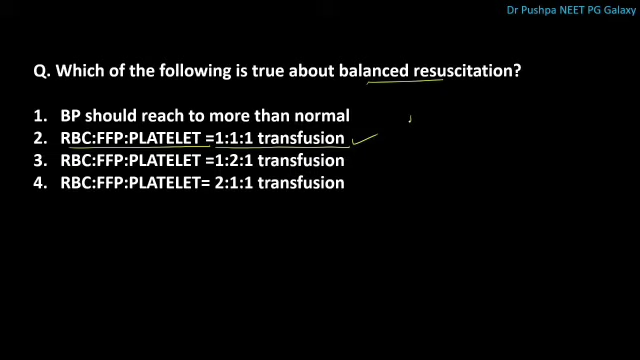 Dr Pushpa NEET PG Galaxy
Q. Which of the following is true about balanced resuscitation?
1. BP should reach to more than normal
2. RBC:FFP:PLATELET =1:1:1 transfusion
3. RBC:FFP:PLATELET =1:2:1 transfusion
4. RBC:FFP:PLATELET= 2:1:1 transfusion